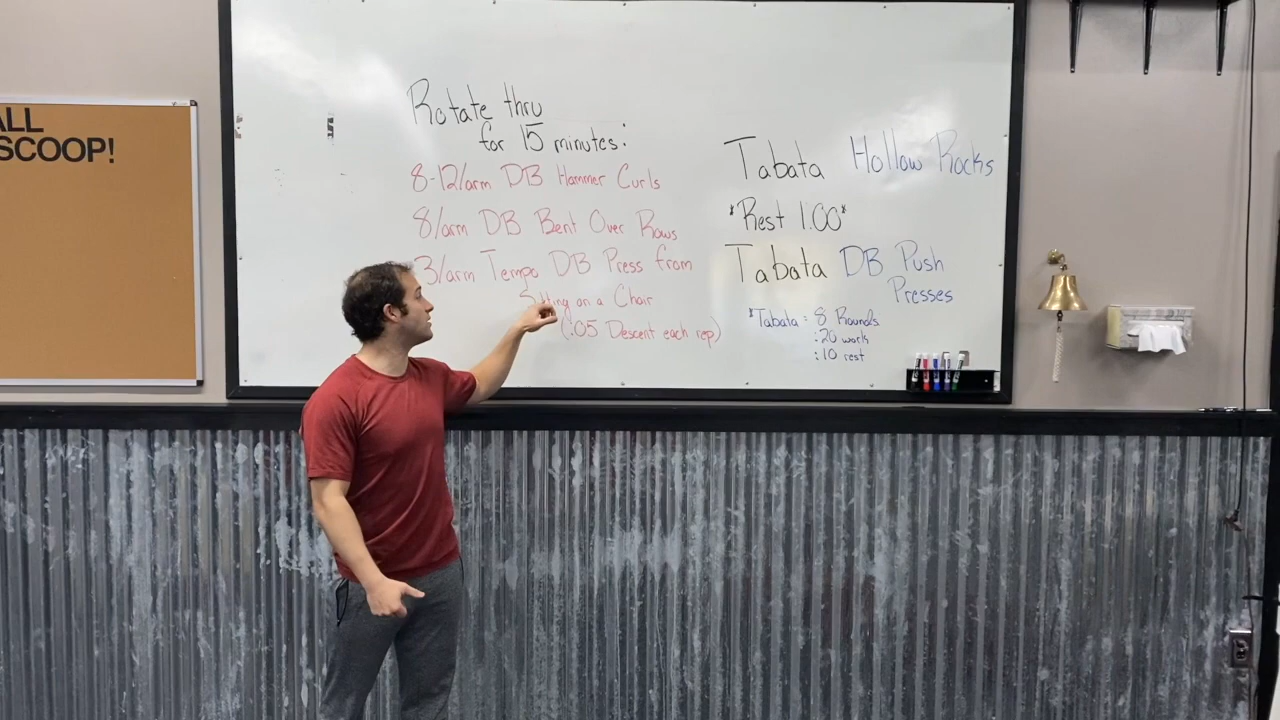 ALL
SCOOP!
Rotate thru
for 15 minutes:
8-12/arm DB Hammer Curls
8/arm DB Bent Over Rows
3/arm Tempo DB Press from
Sitting on a Chair
(:05 Descent each rep)
Tabata Hollow Rocks
*Rest 1:00*
Tabata DB Push
Presses
*Tabata = 8 Rounds
:20 work
:10 rest